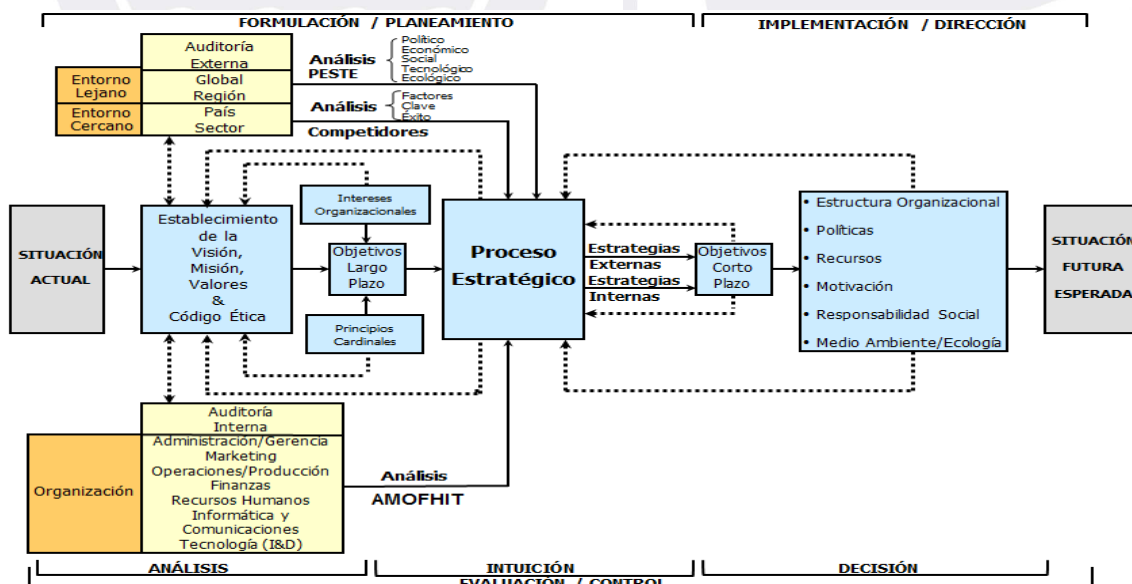 FORMULACIÓN / PLANEAMIENTO
IMPLEMENTACIÓN / DIRECCIÓN
Auditoría
Externa
Entorno
Lejano
Global
Región
Entorno
Cercano
País
Sector
Análisis
PESTE
Político
Económico
Social
Tecnológico
Ecológico
Análisis
Competidores
Factores
Clave
Éxito
SITUACIÓN
ACTUAL
Establecimiento
de la
Visión,
Misión,
Valores
&
Código Ética
Intereses
Organizacionales
Objetivos
Largo
Plazo
Principios
Cardinales
Proceso
Estratégico
Estrategias
Externas
Estrategias
Internas
Objetivos
Corto
Plazo
• Estructura Organizacional
• Políticas
• Recursos
• Motivación
• Responsabilidad Social
• Medio Ambiente/Ecología
SITUACIÓN
FUTURA
ESPERADA
Auditoría
Interna
Organización
Administración/Gerencia
Marketing
Operaciones/Producción
Finanzas
Recursos Humanos
Informática y
Comunicaciones
Tecnología (I&D)
Análisis
AMOFHIT
ANÁLISIS
INTUICIÓN
DECISIÓN
EVALUACIÓN / CONTROL